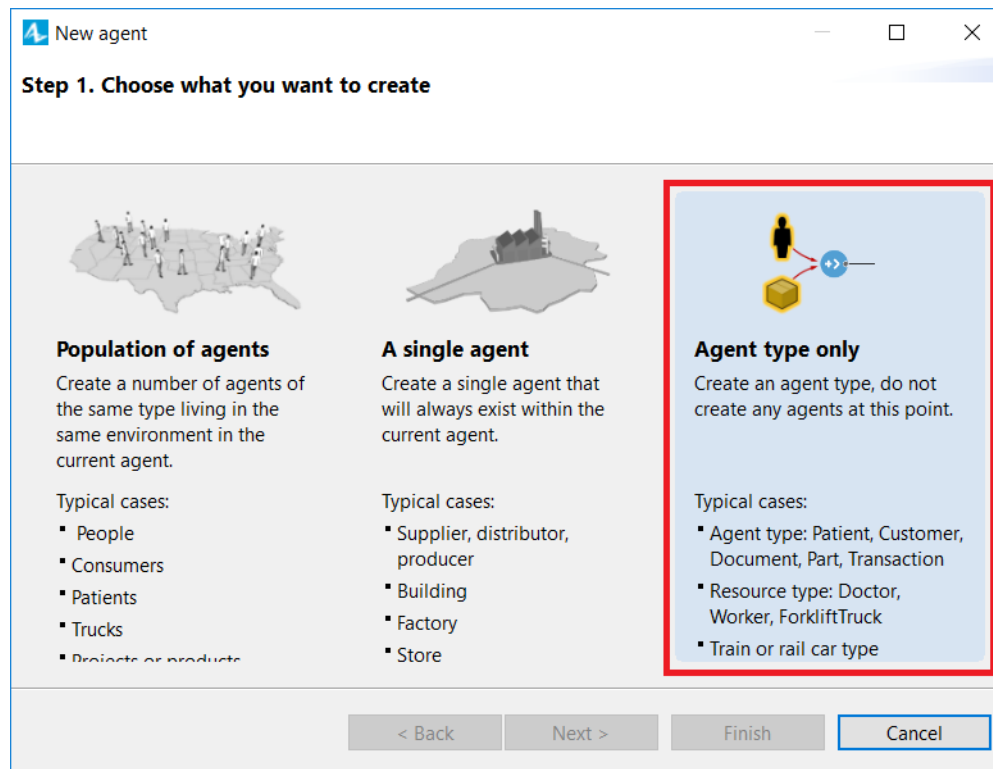 New agent
Step 1. Choose what you want to create
Population of agents
Create a number of agents of
the same type living in the
same environment in the
current agent.
Typical cases:
▪ People
▪ Consumers
▪ Patients
▪ Trucks
▪ Projects or products
A single agent
Create a single agent that
will always exist within the
current agent.
Typical cases:
▪ Supplier, distributor,
producer
▪ Building
▪ Factory
▪ Store
Agent type only
Create an agent type, do not
create any agents at this point.
Typical cases:
▪ Agent type: Patient, Customer,
Document, Part, Transaction
▪ Resource type: Doctor,
Worker, ForkliftTruck
▪ Train or rail car type
< Back
Next >
Finish
Cancel